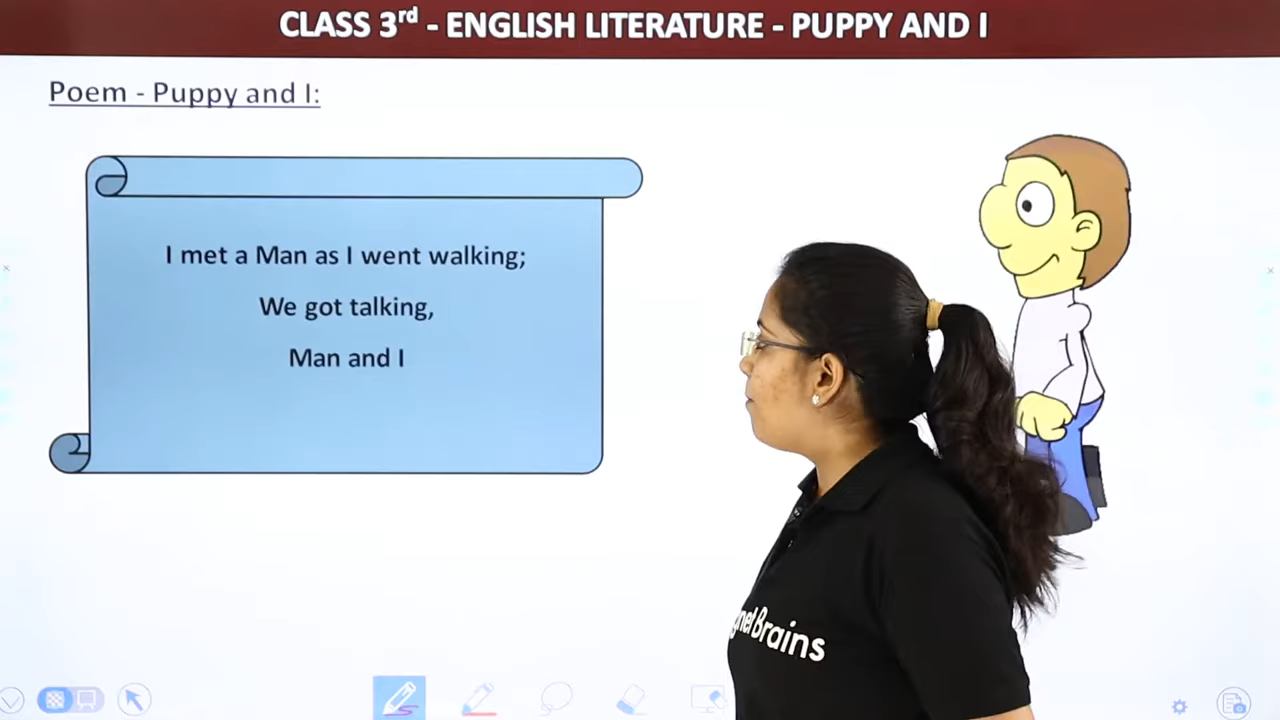 CLASS 3rd - ENGLISH LITERATURE - PUPPY AND I
Poem - Puppy and I:
I met a Man as I went walking;
We got talking,
Man and I
Brains